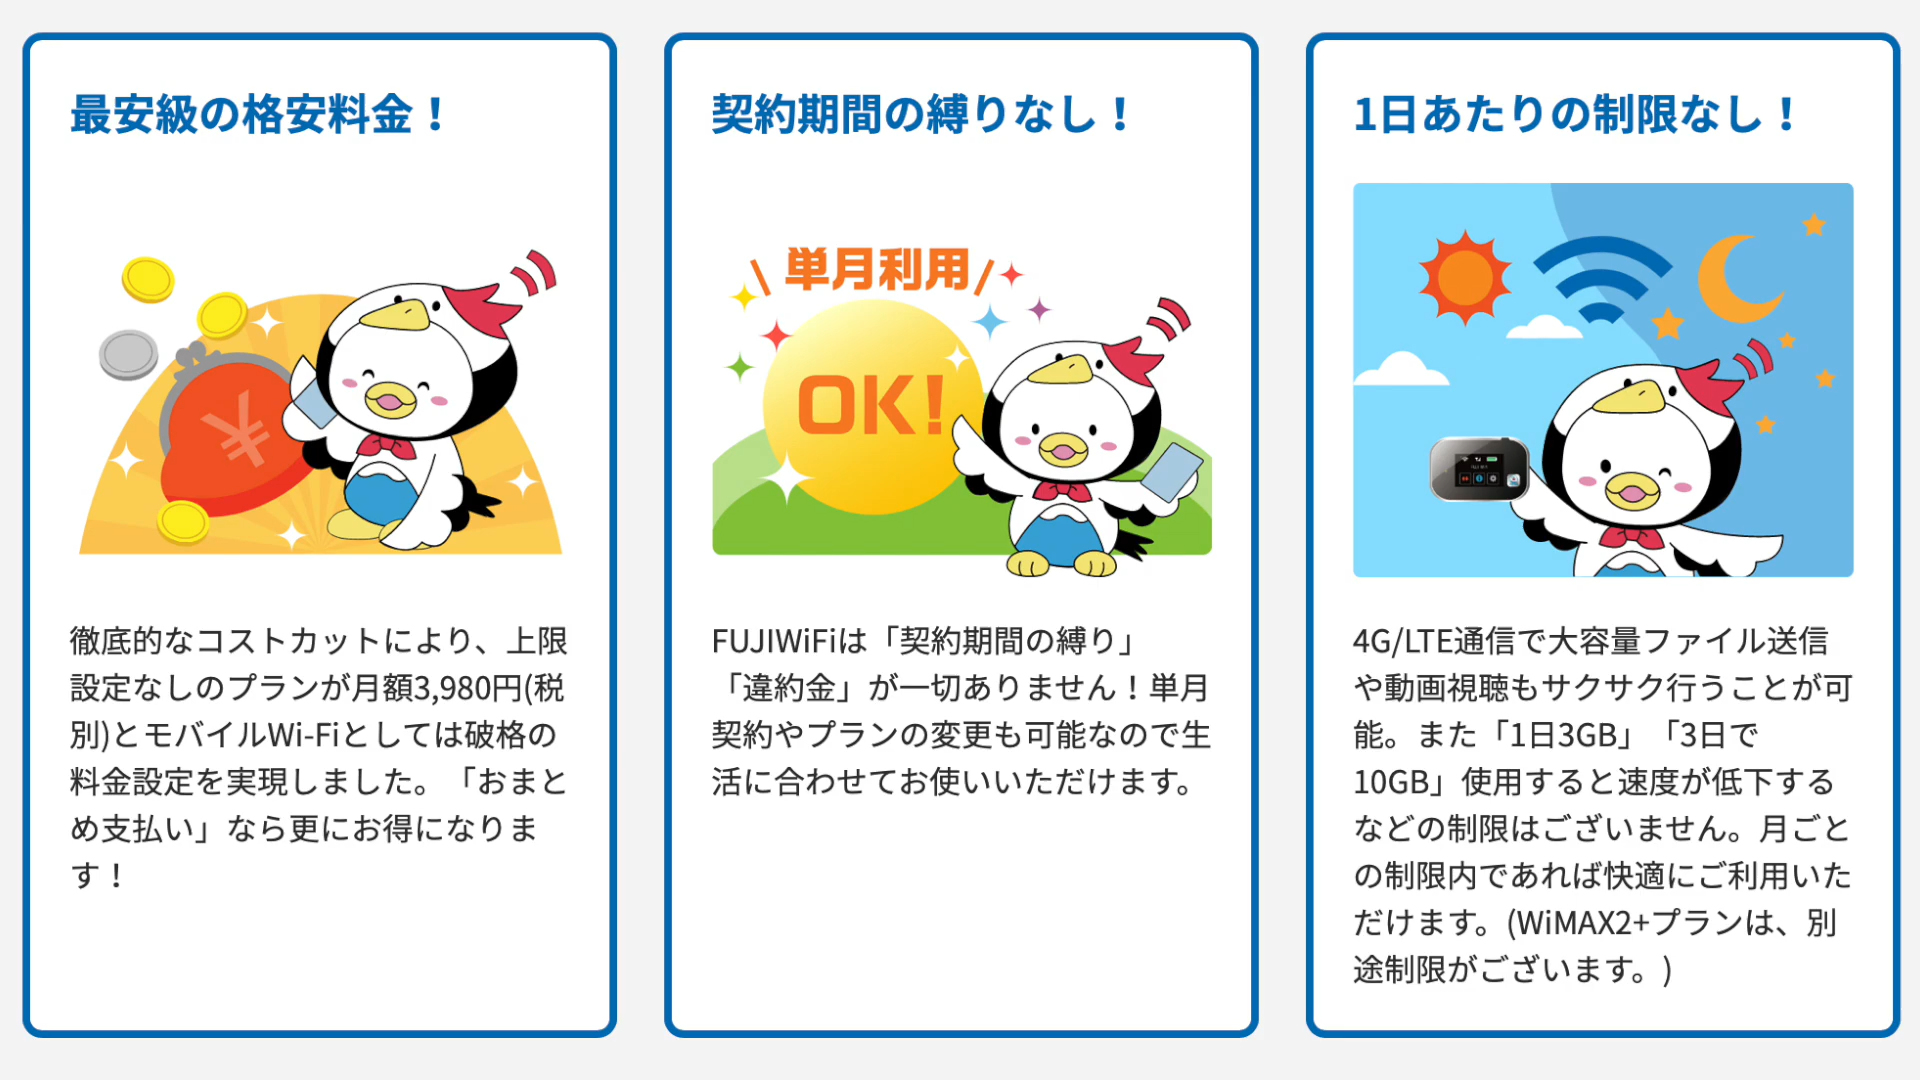 最安級の格安料金！
¥
徹底的なコストカットにより、上限
設定なしのプランが月額3,980円(税
別)とモバイルWi-Fiとしては破格の
料金設定を実現しました。「おまと
め支払い」なら更にお得になりま
す！
契約期間の縛りなし！
\ 単月利用 /
OK!
FUJIWiFiは「契約期間の縛り」
「違約金」が一切ありません！単月
契約やプランの変更も可能なので生
活に合わせてお使いいただけます。
1日あたりの制限なし！
4G/LTE通信で大容量ファイル送信
や動画視聴もサクサク行うことが可
能。また「1日3GB」「3日で
10GB」使用すると速度が低下する
などの制限はございません。月ごと
の制限内であれば快適にご利用いた
だけます。(WiMAX2+プランは、別
途制限がございます。)